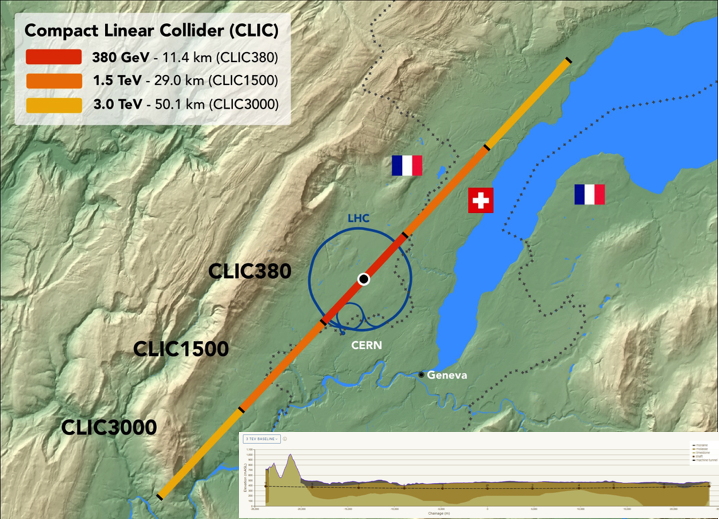 Compact Linear Collider (CLIC)
380 GeV - 11.4 km (CLIC380)
1.5 TeV - 29.0 km (CLIC1500)
3.0 TeV - 50.1 km (CLIC3000)
LHC
CLIC380
CERN
CLIC1500
Geneva
CLIC3000
3 TEV BASELINE